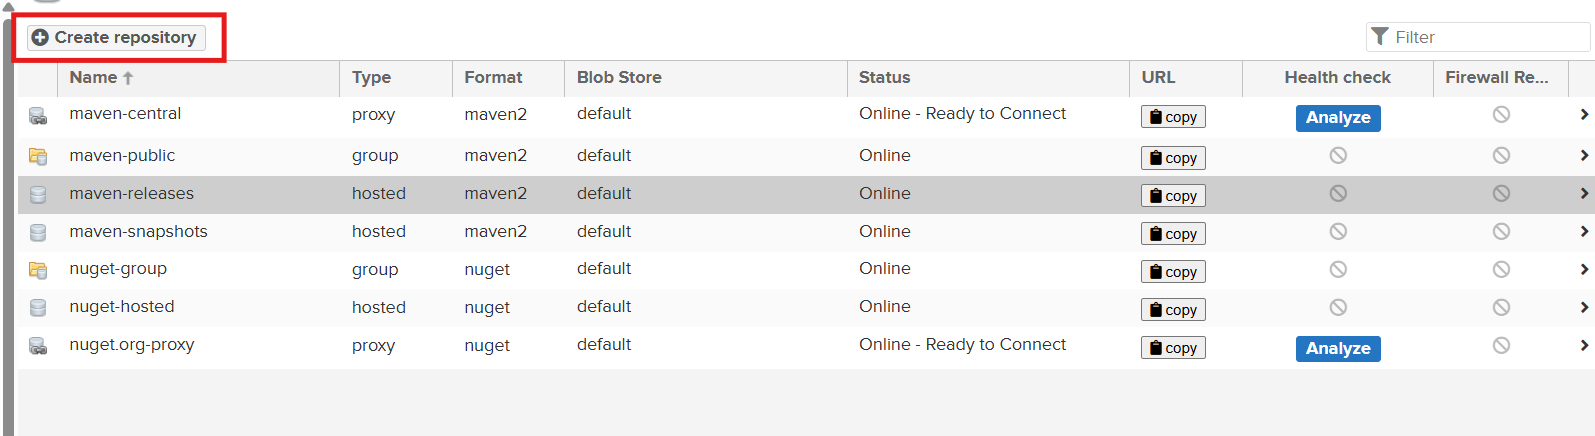 Create repository
Filter
Name Type Format Blob Store Status URL Health check Firewall Re...
maven-central proxy maven2 default Online - Ready to Connect copy Analyze
maven-public group maven2 default Online copy
maven-releases hosted maven2 default Online copy
maven-snapshots hosted maven2 default Online copy
nuget-group group nuget default Online copy
nuget-hosted hosted nuget default Online copy
nuget.org-proxy proxy nuget default Online - Ready to Connect copy Analyze